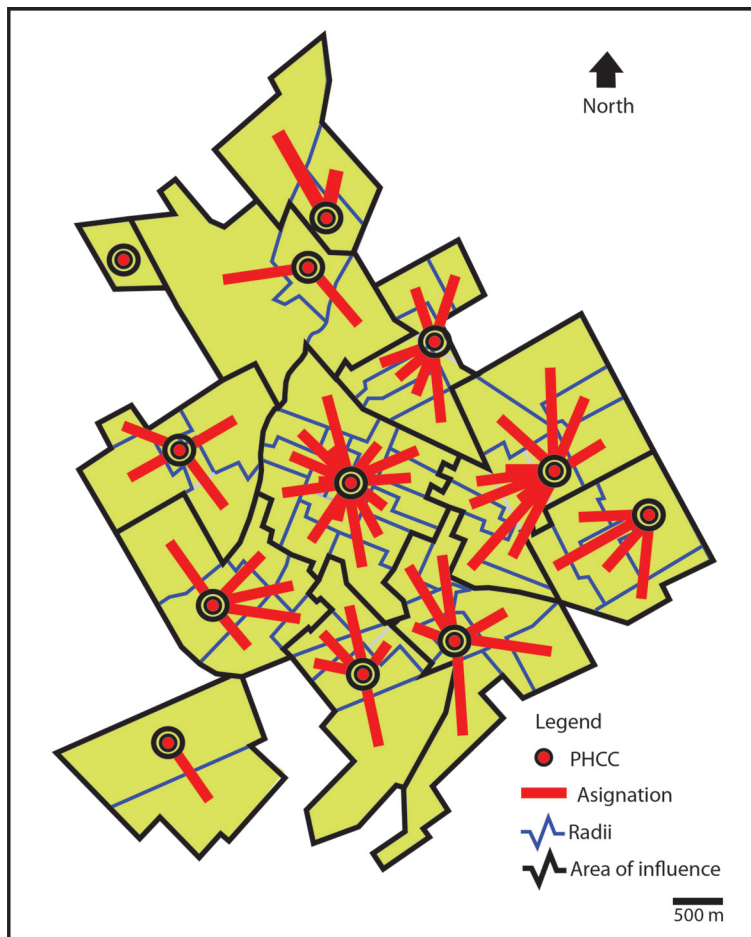 North
Legend
PHCC
Asignation
Radii
Area of influence
500 m